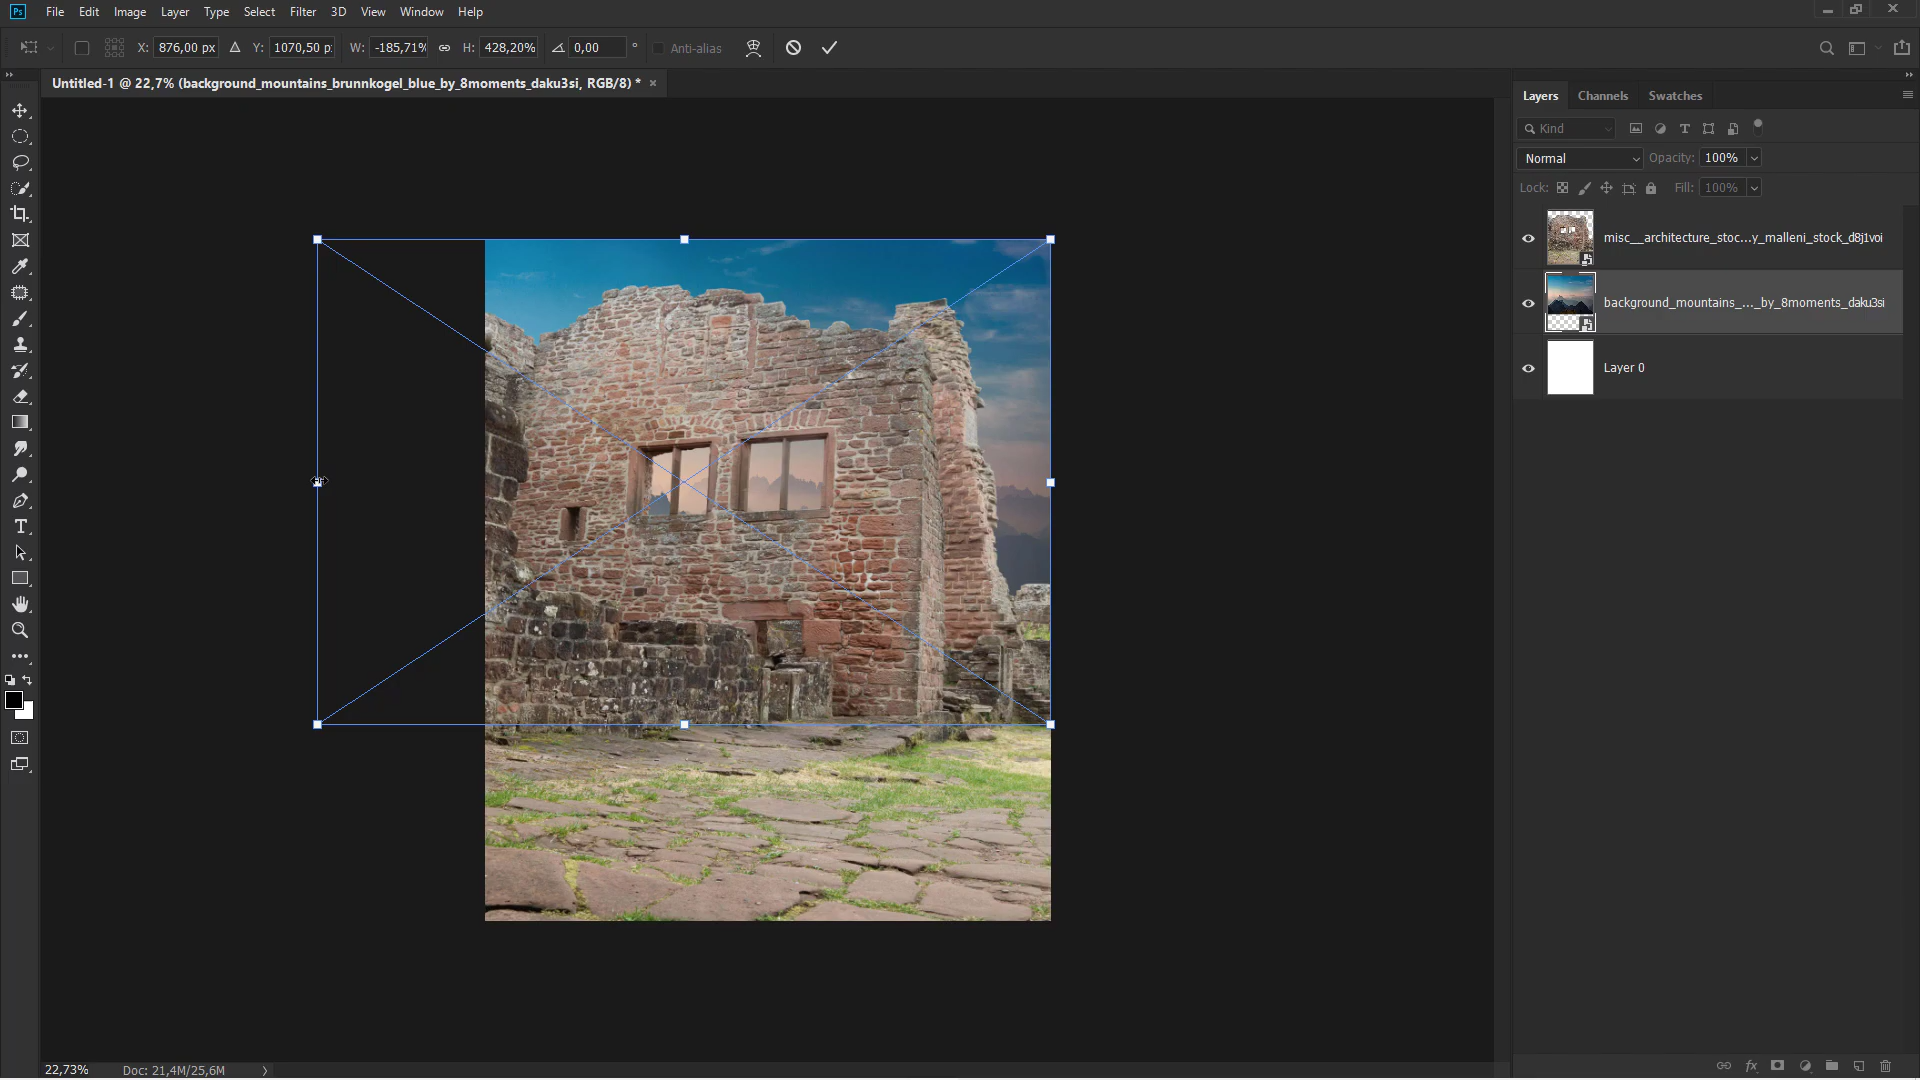 Ps File Edit Image Layer Type Select Filter 3D View Window Help
X: 876,00 px Y: 1070,50 p: W: -185,71% H: 428,20% 0,00 ° Anti-alias
Untitled-1 @ 22,7% (background_mountains_brunnkogel_blue_by_8moments_daku3si, RGB/8) * ×
Layers Channels Swatches
Kind
Normal Opacity: 100%
Lock: Fill: 100%
misc__architecture_stoc...y_malleni_stock_d8j1voi
background_mountains_..._by_8moments_daku3si
Layer 0
22,73% Doc: 21,4M/25,6M